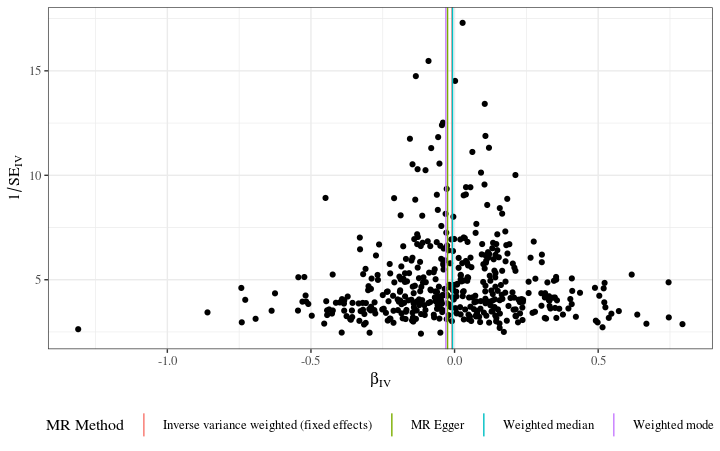 15
10
5
1/SE_IV
-1.0 -0.5 0.0 0.5
β_IV
MR Method Inverse variance weighted (fixed effects) MR Egger Weighted median Weighted mode